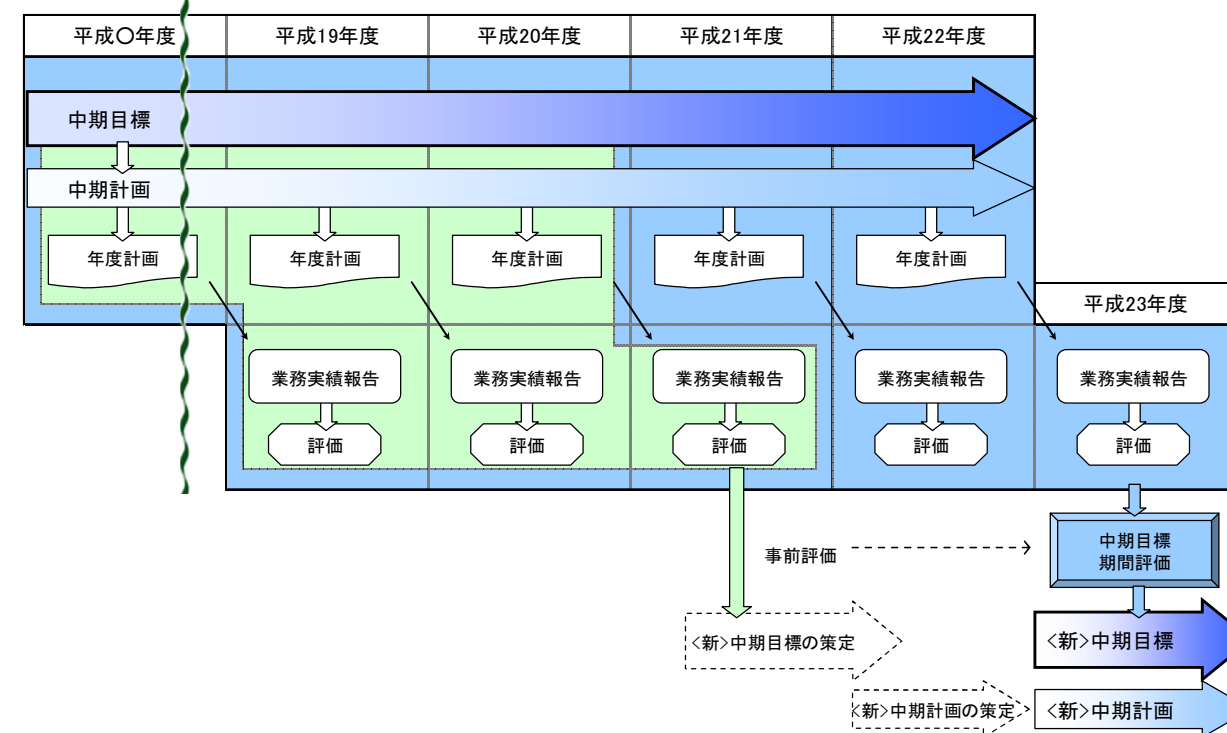 平成〇年度
平成19年度
平成20年度
平成21年度
平成22年度
中期目標
中期計画
年度計画
年度計画
年度計画
年度計画
年度計画
平成23年度
業務実績報告
業務実績報告
業務実績報告
業務実績報告
業務実績報告
評価
評価
評価
評価
評価
事前評価
中期目標
期間評価
<新>中期目標の策定
<新>中期目標
<新>中期計画の策定
<新>中期計画